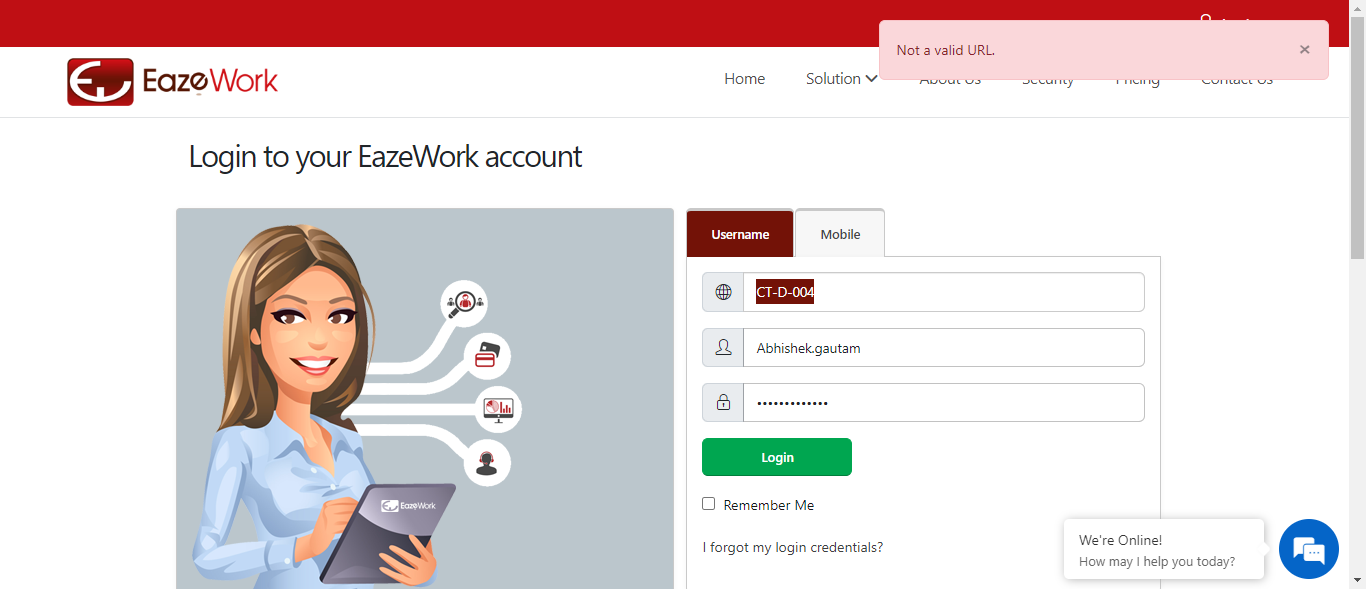 Not a valid URL.
×
EazeWork
Home Solution About Us Security Pricing Contact Us
Login to your EazeWork account
Username Mobile
CT-D-004
Abhishek.gautam
•••••••••••••
Login
Remember Me
I forgot my login credentials?
EazeWork
We're Online!
How may I help you today?